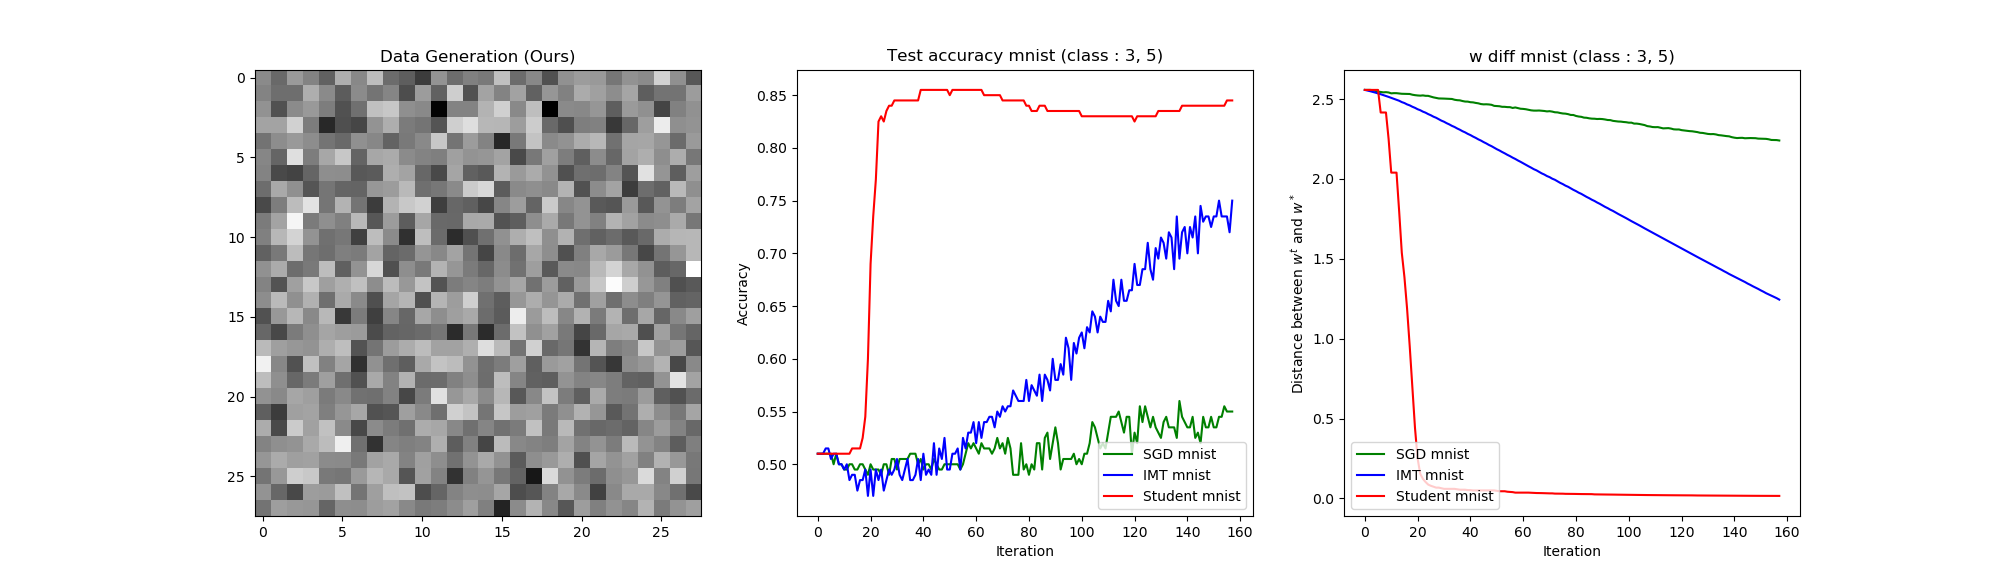 Data Generation (Ours)
0
5
10
15
20
25
0 5 10 15 20 25
Test accuracy mnist (class : 3, 5)
Accuracy
0.85
0.80
0.75
0.70
0.65
0.60
0.55
0.50
SGD mnist
IMT mnist
Student mnist
0 20 40 60 80 100 120 140 160
Iteration
w diff mnist (class : 3, 5)
Distance between w^t and w^*
2.5
2.0
1.5
1.0
0.5
0.0
SGD mnist
IMT mnist
Student mnist
0 20 40 60 80 100 120 140 160
Iteration